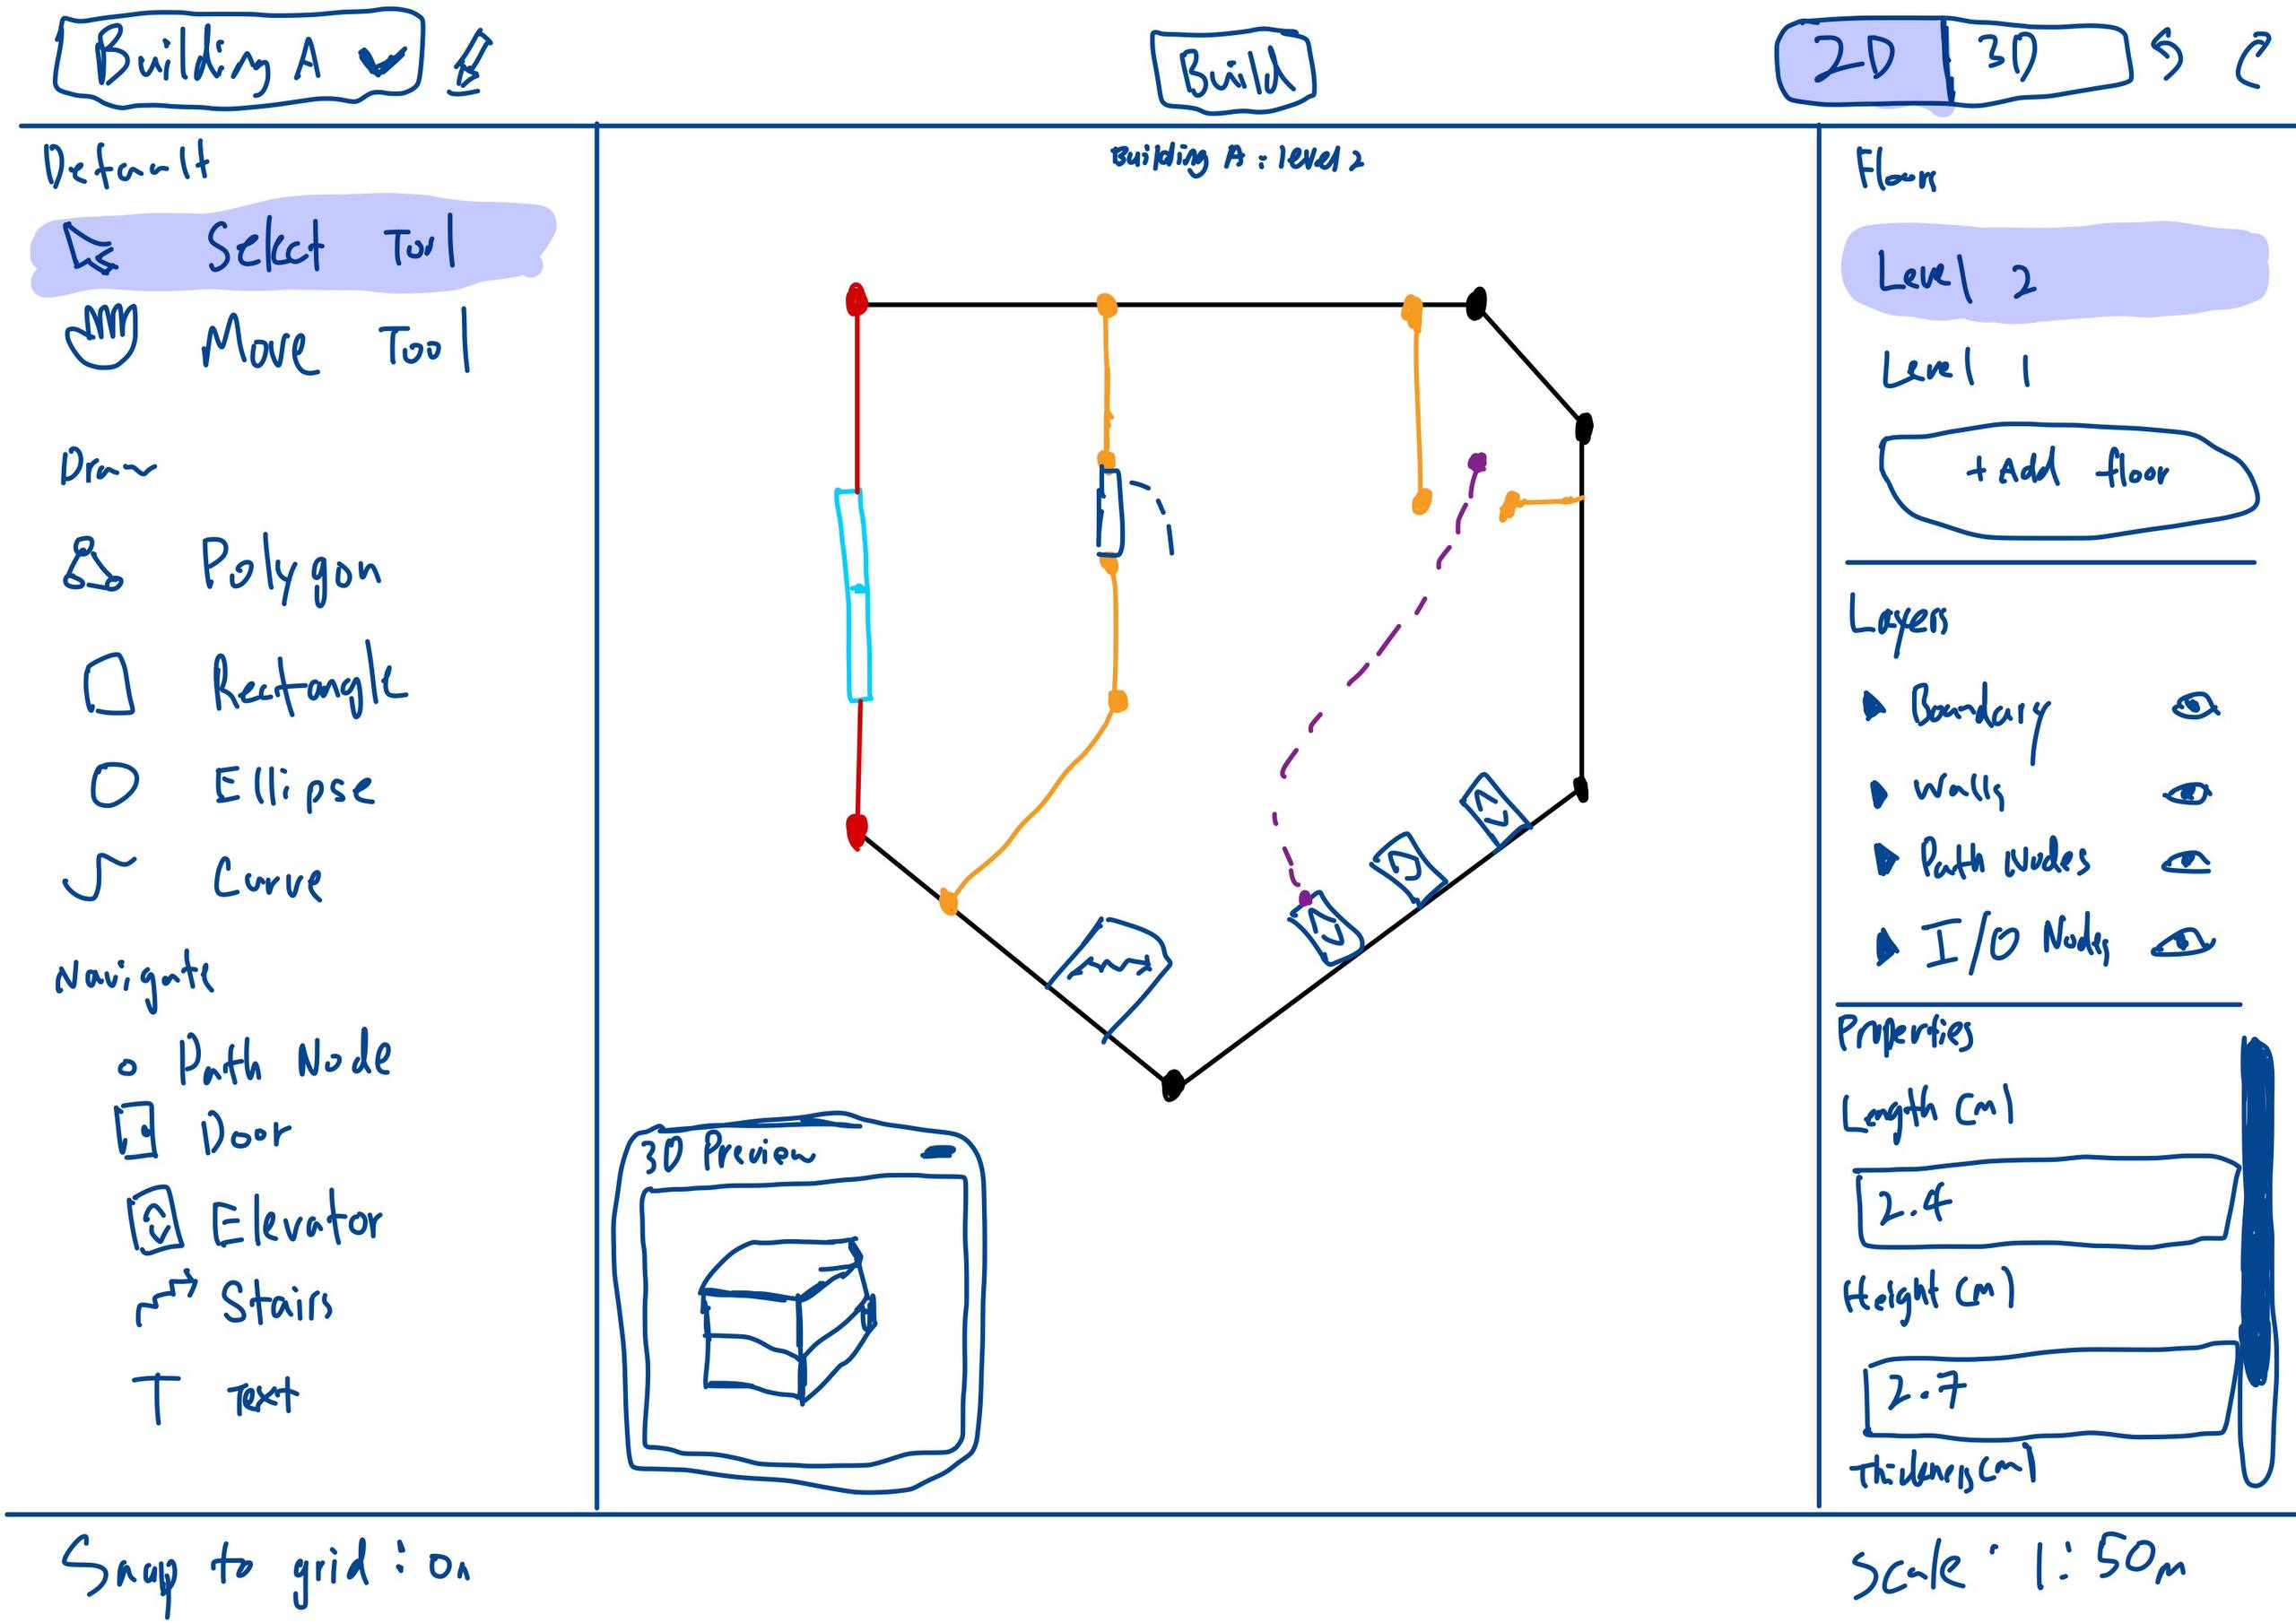 Building A
Build
2D
3D
Default
Select Tool
Move Tool
Draw
Polygon
Rectangle
Ellipse
Curve
Navigate
Path Node
Door
Elevator
Stairs
T Text
Building A : level 2
3D Preview
Floors
Level 2
Level 1
+ Add floor
Layers
Boundary
Walls
Path Nodes
I/O Nodes
Properties
Length (m)
2.4
Height (m)
2.7
Thickness (m)
Snap to grid : on
Scale : 1 : 50m